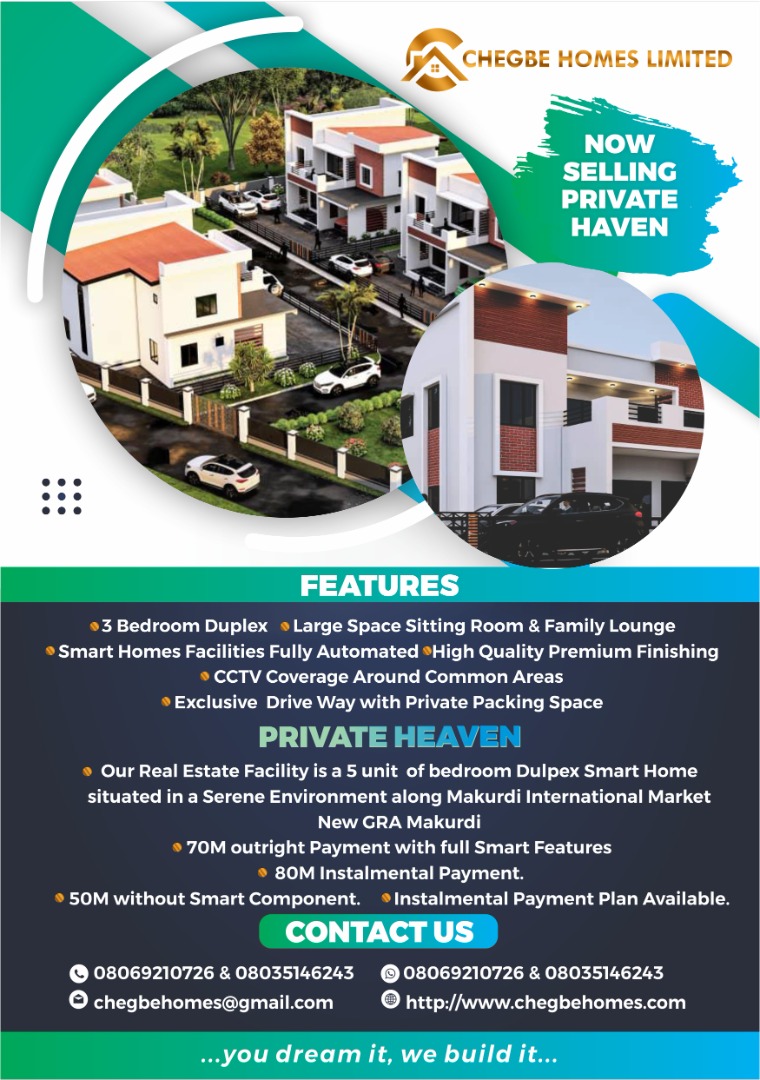 CHEGBE HOMES LIMITED
NOW
SELLING
PRIVATE
HAVEN
FEATURES
3 Bedroom Duplex Large Space Sitting Room & Family Lounge
Smart Homes Facilities Fully Automated High Quality Premium Finishing
CCTV Coverage Around Common Areas
Exclusive Drive Way with Private Packing Space
PRIVATE HEAVEN
Our Real Estate Facility is a 5 unit of bedroom Dulpex Smart Home
situated in a Serene Environment along Makurdi International Market
New GRA Makurdi
70M outright Payment with full Smart Features
80M Instalmental Payment.
50M without Smart Component. Instalmental Payment Plan Available.
CONTACT US
08069210726 & 08035146243 08069210726 & 08035146243
chegbehomes@gmail.com http://www.chegbehomes.com
...you dream it, we build it...